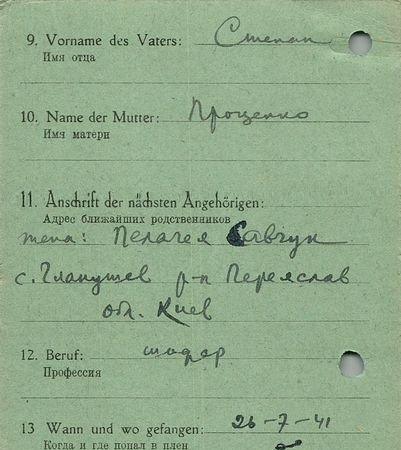 9. Vorname des Vaters: Степан
Имя отца
10. Name der Mutter: Проценко
Имя матери
11. Anschrift der nächsten Angehörigen:
Адрес ближайших родственников
жена: Пелагея Савчук
с. р-н Переяслав
обл. Киев
12. Beruf:
Профессия
13 Wann und wo gefangen: 26-7-41
Когда и где попал в плен